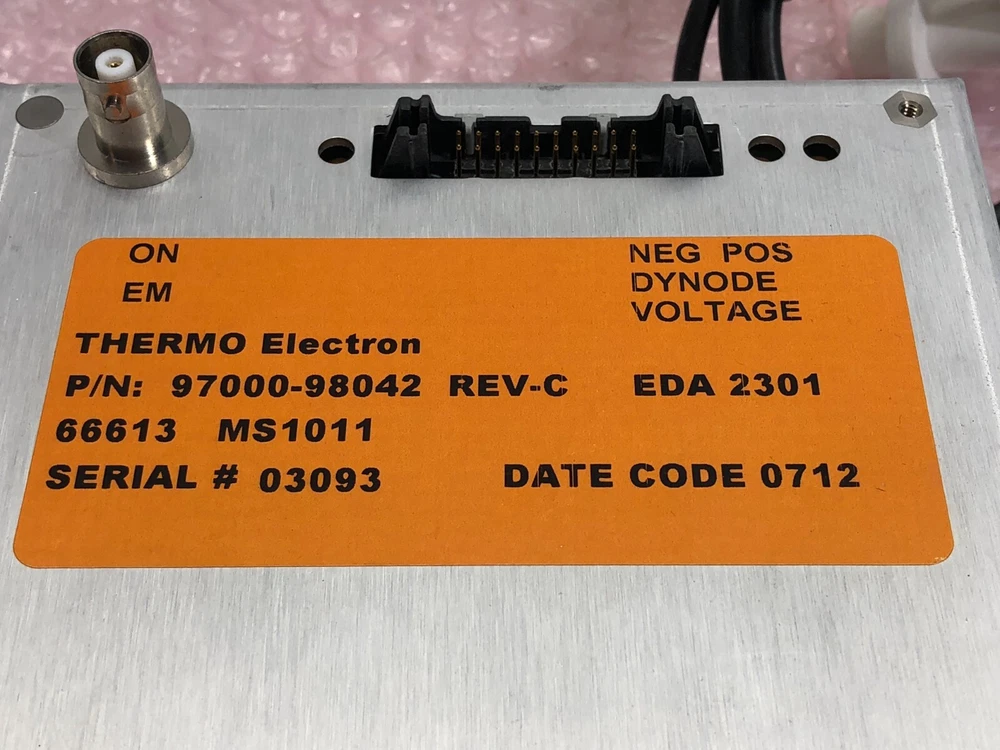 ON NEG POS
EM DYNODE
VOLTAGE
THERMO Electron
P/N: 97000-98042 REV-C EDA 2301
66613 MS1011
SERIAL # 03093 DATE CODE 0712